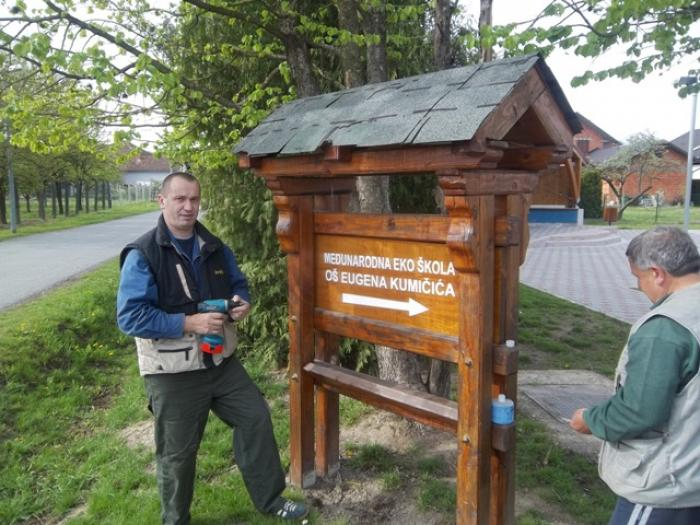 MEĐUNARODNA EKO ŠKOLA
OŠ EUGENA KUMIČIĆA